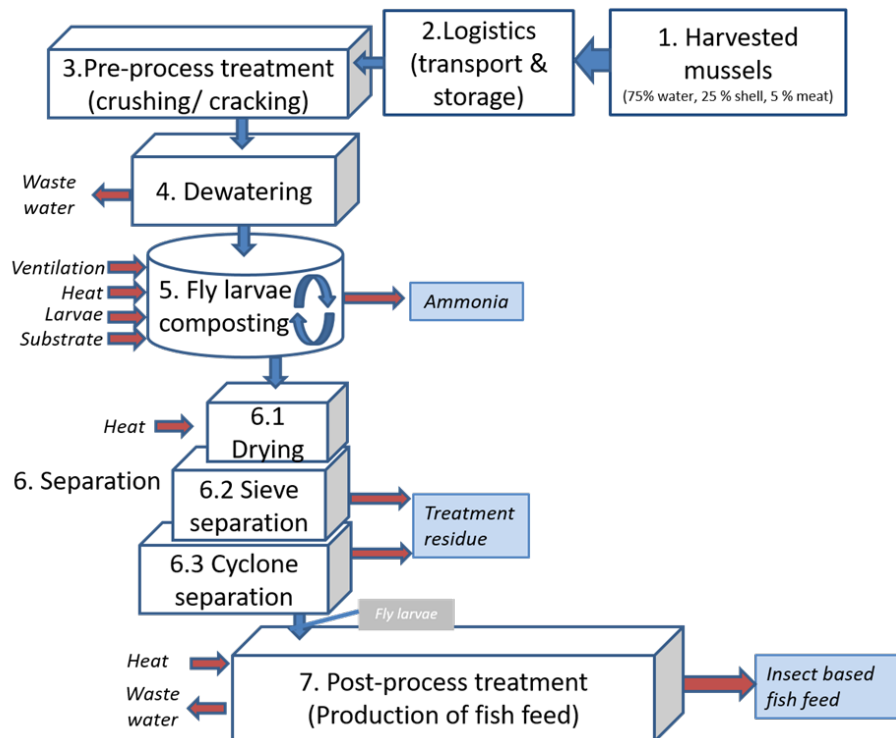 1. Harvested
mussels
(75% water, 25 % shell, 5 % meat)
2.Logistics
(transport &
storage)
3.Pre-process treatment
(crushing/ cracking)
4. Dewatering
Waste
water
Ventilation
Heat
Larvae
Substrate
5. Fly larvae
composting
Ammonia
Heat
6.1
Drying
6. Separation
6.2 Sieve
separation
6.3 Cyclone
separation
Treatment
residue
Fly larvae
Heat
Waste
water
7. Post-process treatment
(Production of fish feed)
Insect based
fish feed